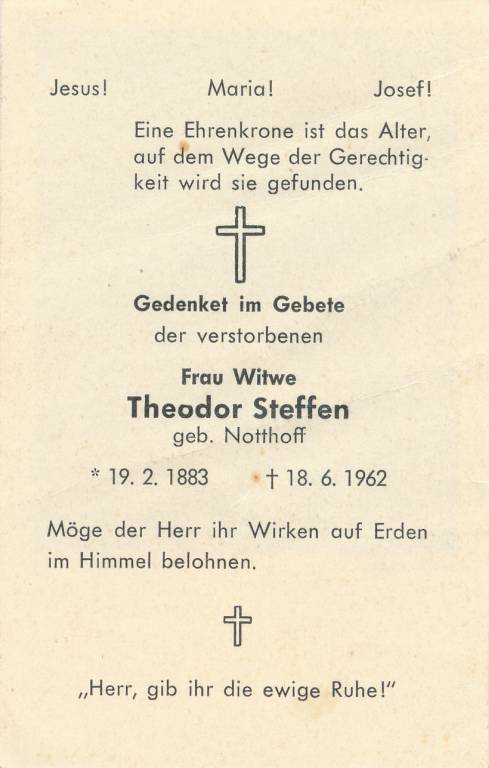 Jesus! Maria! Josef!
Eine Ehrenkrone ist das Alter,
auf dem Wege der Gerechtig-
keit wird sie gefunden.
Gedenket im Gebete
der verstorbenen
Frau Witwe
Theodor Steffen
geb. Notthoff
* 19. 2. 1883 † 18. 6. 1962
Möge der Herr ihr Wirken auf Erden
im Himmel belohnen.
„Herr, gib ihr die ewige Ruhe!"